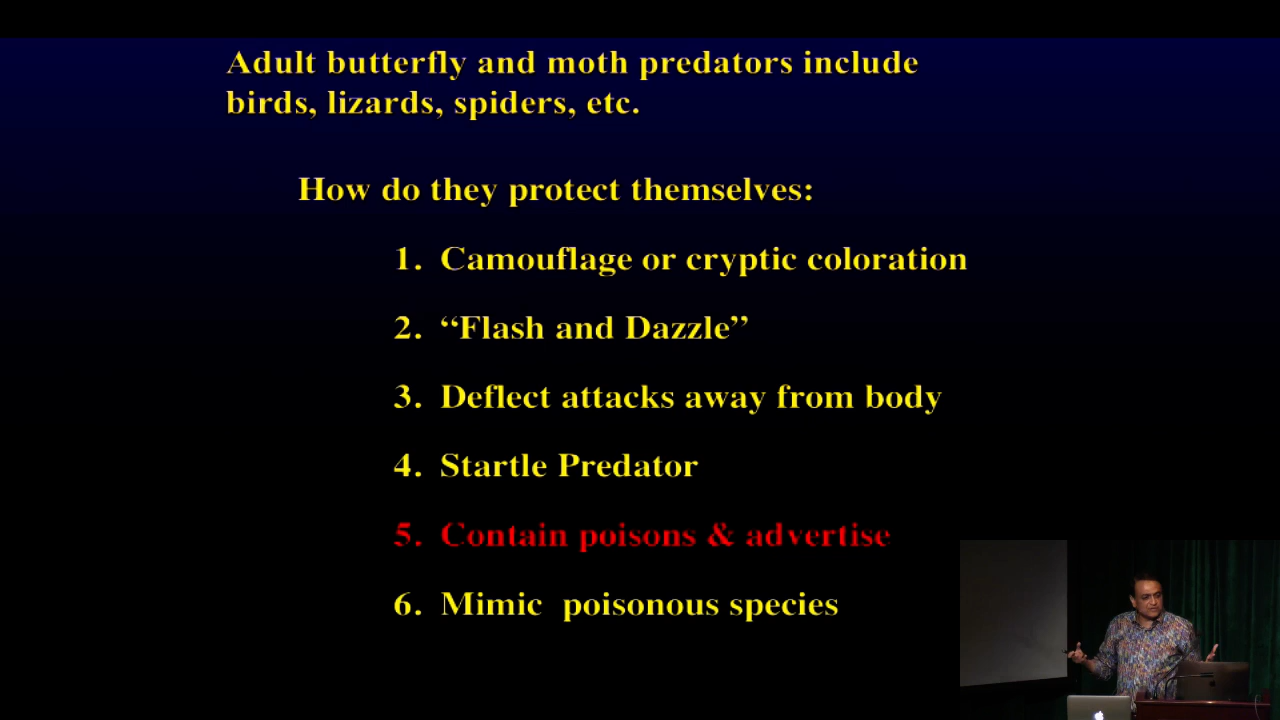 Adult butterfly and moth predators include
birds, lizards, spiders, etc.
How do they protect themselves:
1. Camouflage or cryptic coloration
2. “Flash and Dazzle”
3. Deflect attacks away from body
4. Startle Predator
5. Contain poisons & advertise
6. Mimic poisonous species